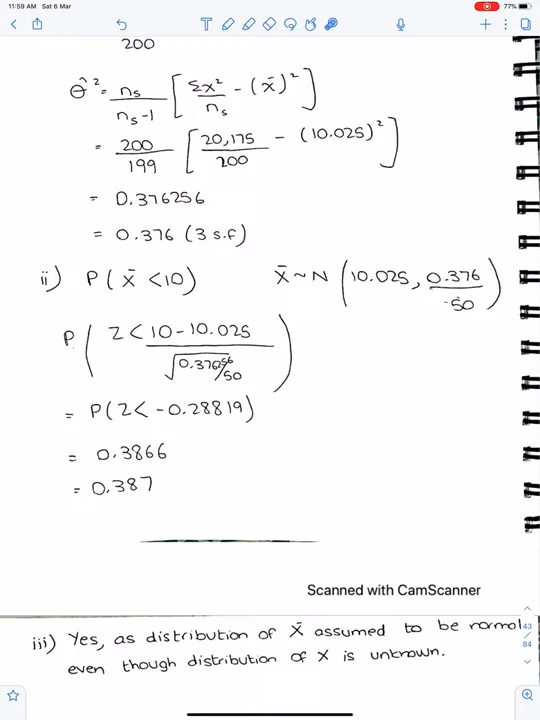 11:59 AM Sat 6 Mar 77%
200
θ̂² = nₛ/(nₛ-1) [Σx²/nₛ - (x̄)²]
= 200/199 [20,175/200 - (10.025)²]
= 0.376256
= 0.376 (3 s.f)
ii) P(X̄ <10) X̄ ~ N (10.025, 0.376/50)
P(Z < (10-10.025)/√(0.376256/50))
= P(Z< -0.28819)
= 0.3866
= 0.387
Scanned with CamScanner
iii) Yes, as distribution of X̄ assumed to be normal
even though distribution of X is unknown.
43
/
84